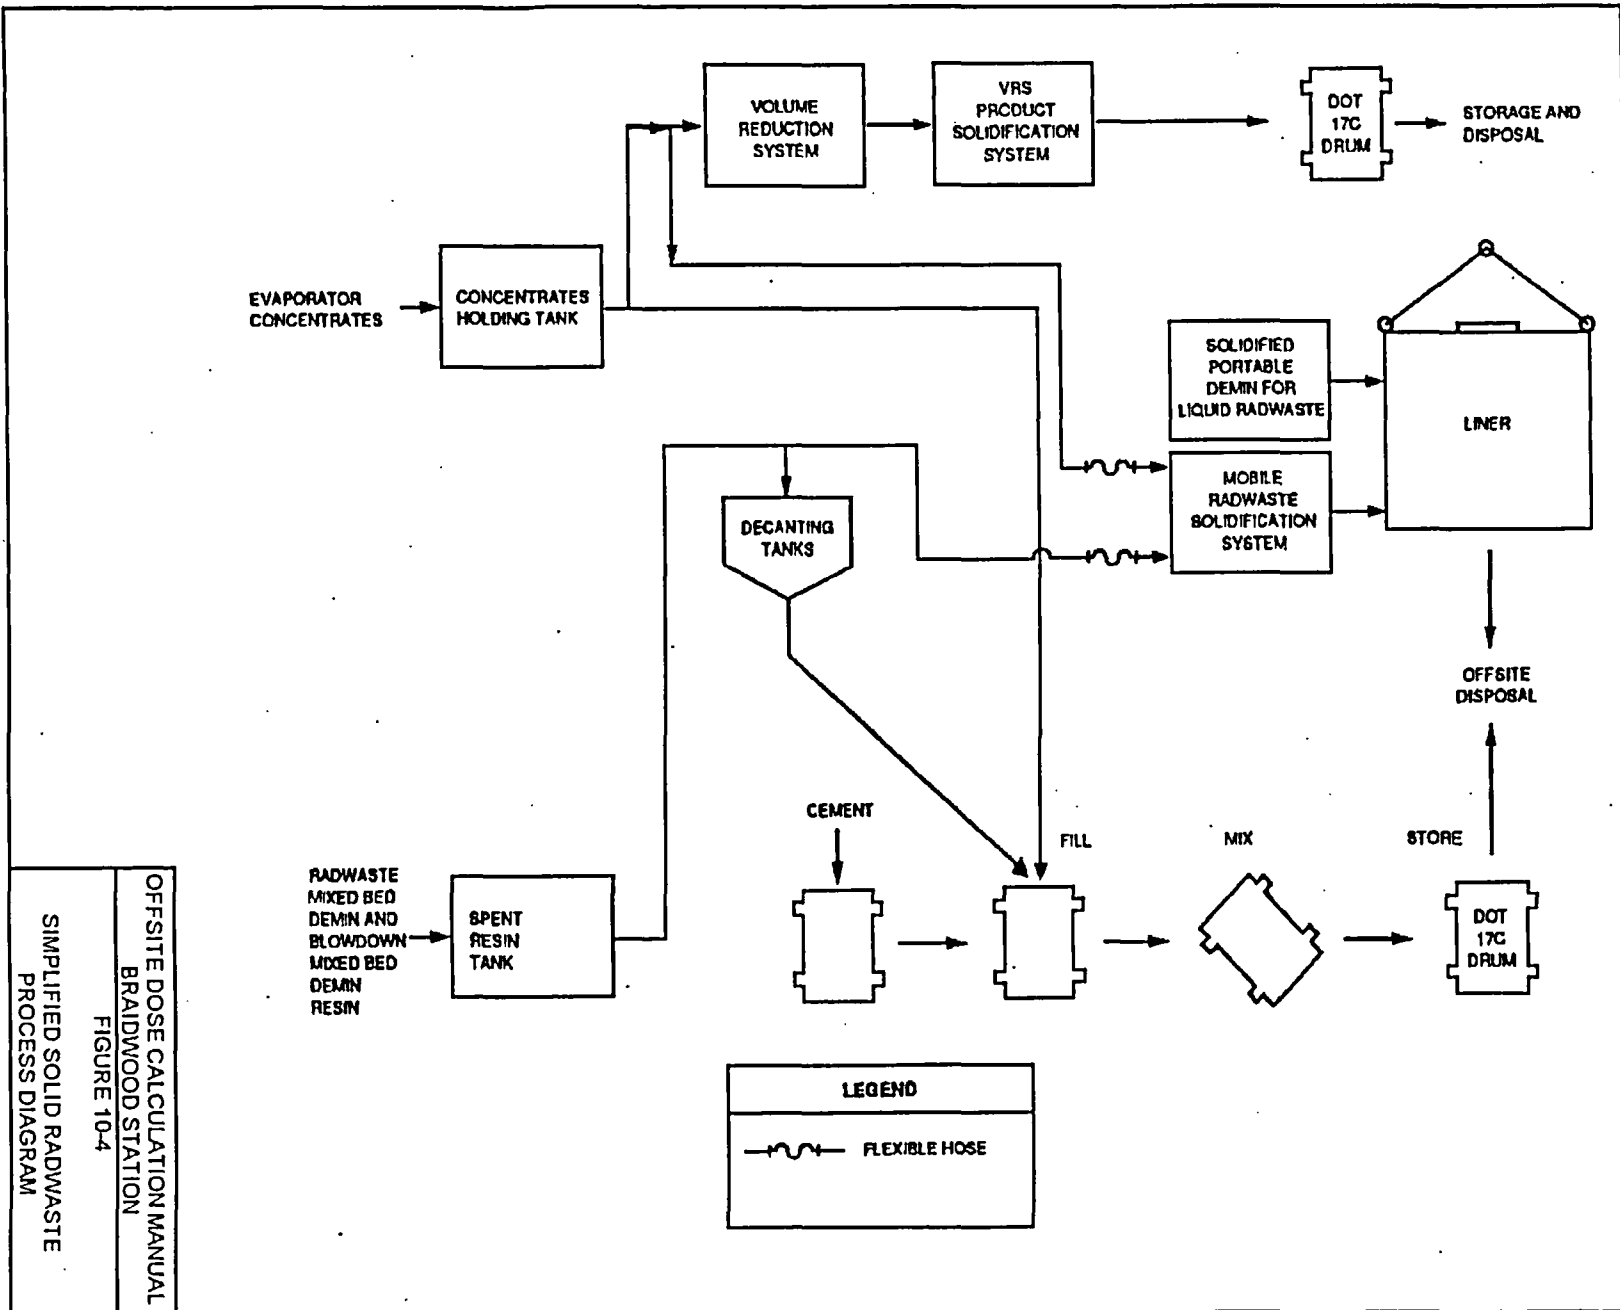 VOLUME
REDUCTION
SYSTEM
VRS
PRODUCT
SOLIDIFICATION
SYSTEM
DOT
17C
DRUM
STORAGE AND
DISPOSAL
EVAPORATOR
CONCENTRATES
CONCENTRATES
HOLDING TANK
SOLIDIFIED
PORTABLE
DEMIN FOR
LIQUID RADWASTE
LINER
MOBILE
RADWASTE
SOLIDIFICATION
SYSTEM
DECANTING
TANKS
OFFSITE
DISPOSAL
CEMENT
FILL
MIX
STORE
RADWASTE
MIXED BED
DEMIN AND
BLOWDOWN
MIXED BED
DEMIN
RESIN
SPENT
RESIN
TANK
DOT
17C
DRUM
LEGEND
FLEXIBLE HOSE
OFFSITE DOSE CALCULATION MANUAL
BRAIDWOOD STATION
FIGURE 10-4
SIMPLIFIED SOLID RADWASTE
PROCESS DIAGRAM